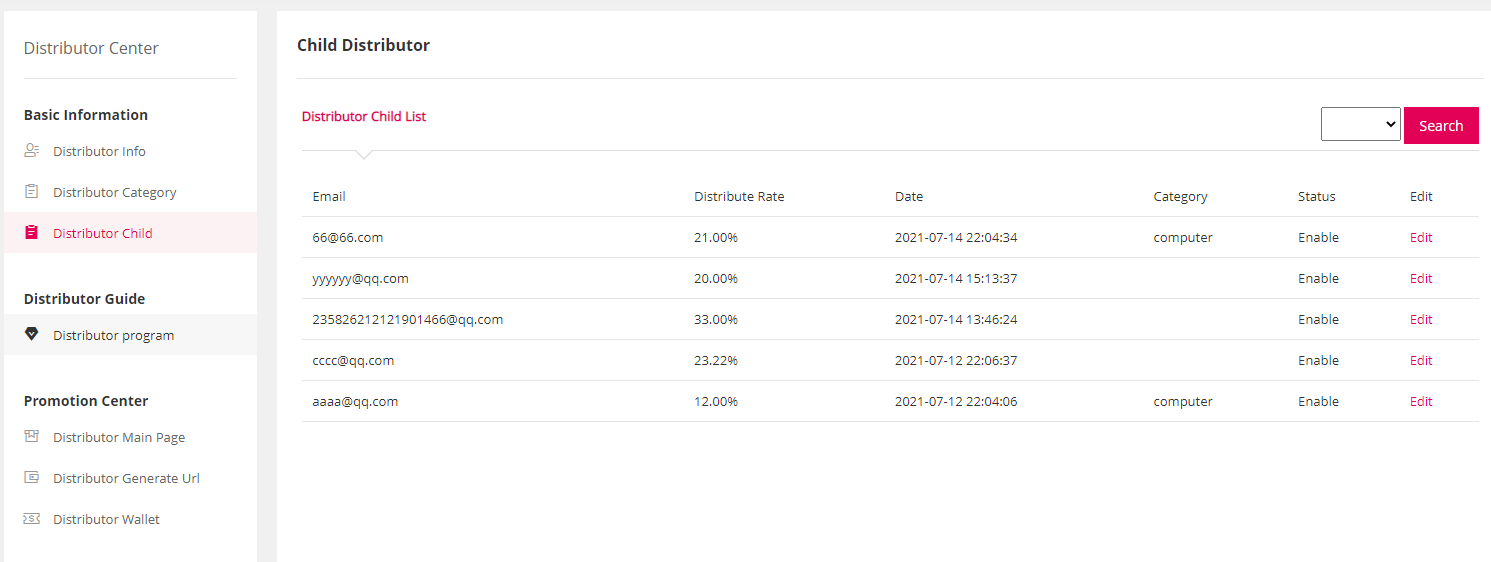 Distributor Center
Basic Information
Distributor Info
Distributor Category
Distributor Child
Distributor Guide
Distributor program
Promotion Center
Distributor Main Page
Distributor Generate Url
Distributor Wallet
Child Distributor
Distributor Child List
Search
Email Distribute Rate Date Category Status Edit
66@66.com 21.00% 2021-07-14 22:04:34 computer Enable Edit
yyyyyy@qq.com 20.00% 2021-07-14 15:13:37 Enable Edit
235826212121901466@qq.com 33.00% 2021-07-14 13:46:24 Enable Edit
cccc@qq.com 23.22% 2021-07-12 22:06:37 Enable Edit
aaaa@qq.com 12.00% 2021-07-12 22:04:06 computer Enable Edit